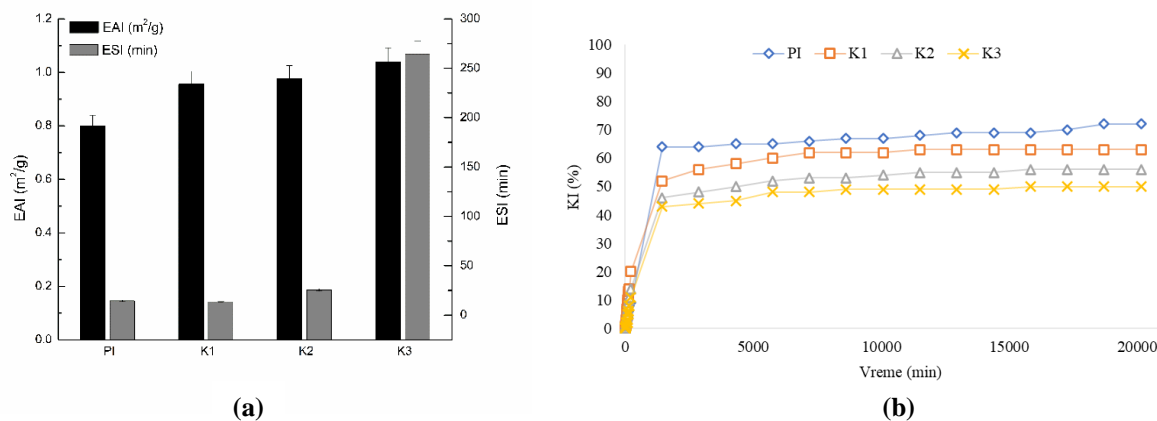 EAI (m²/g)
ESI (min)
1.2
1.0
0.8
0.6
0.4
0.2
0.0
EAI (m²/g)
300
250
200
150
100
50
0
ESI (min)
PI
K1
K2
K3
(a)
PI
K1
K2
K3
100
90
80
70
60
50
40
30
20
10
0
KI (%)
0
5000
10000
15000
20000
Vreme (min)
(b)